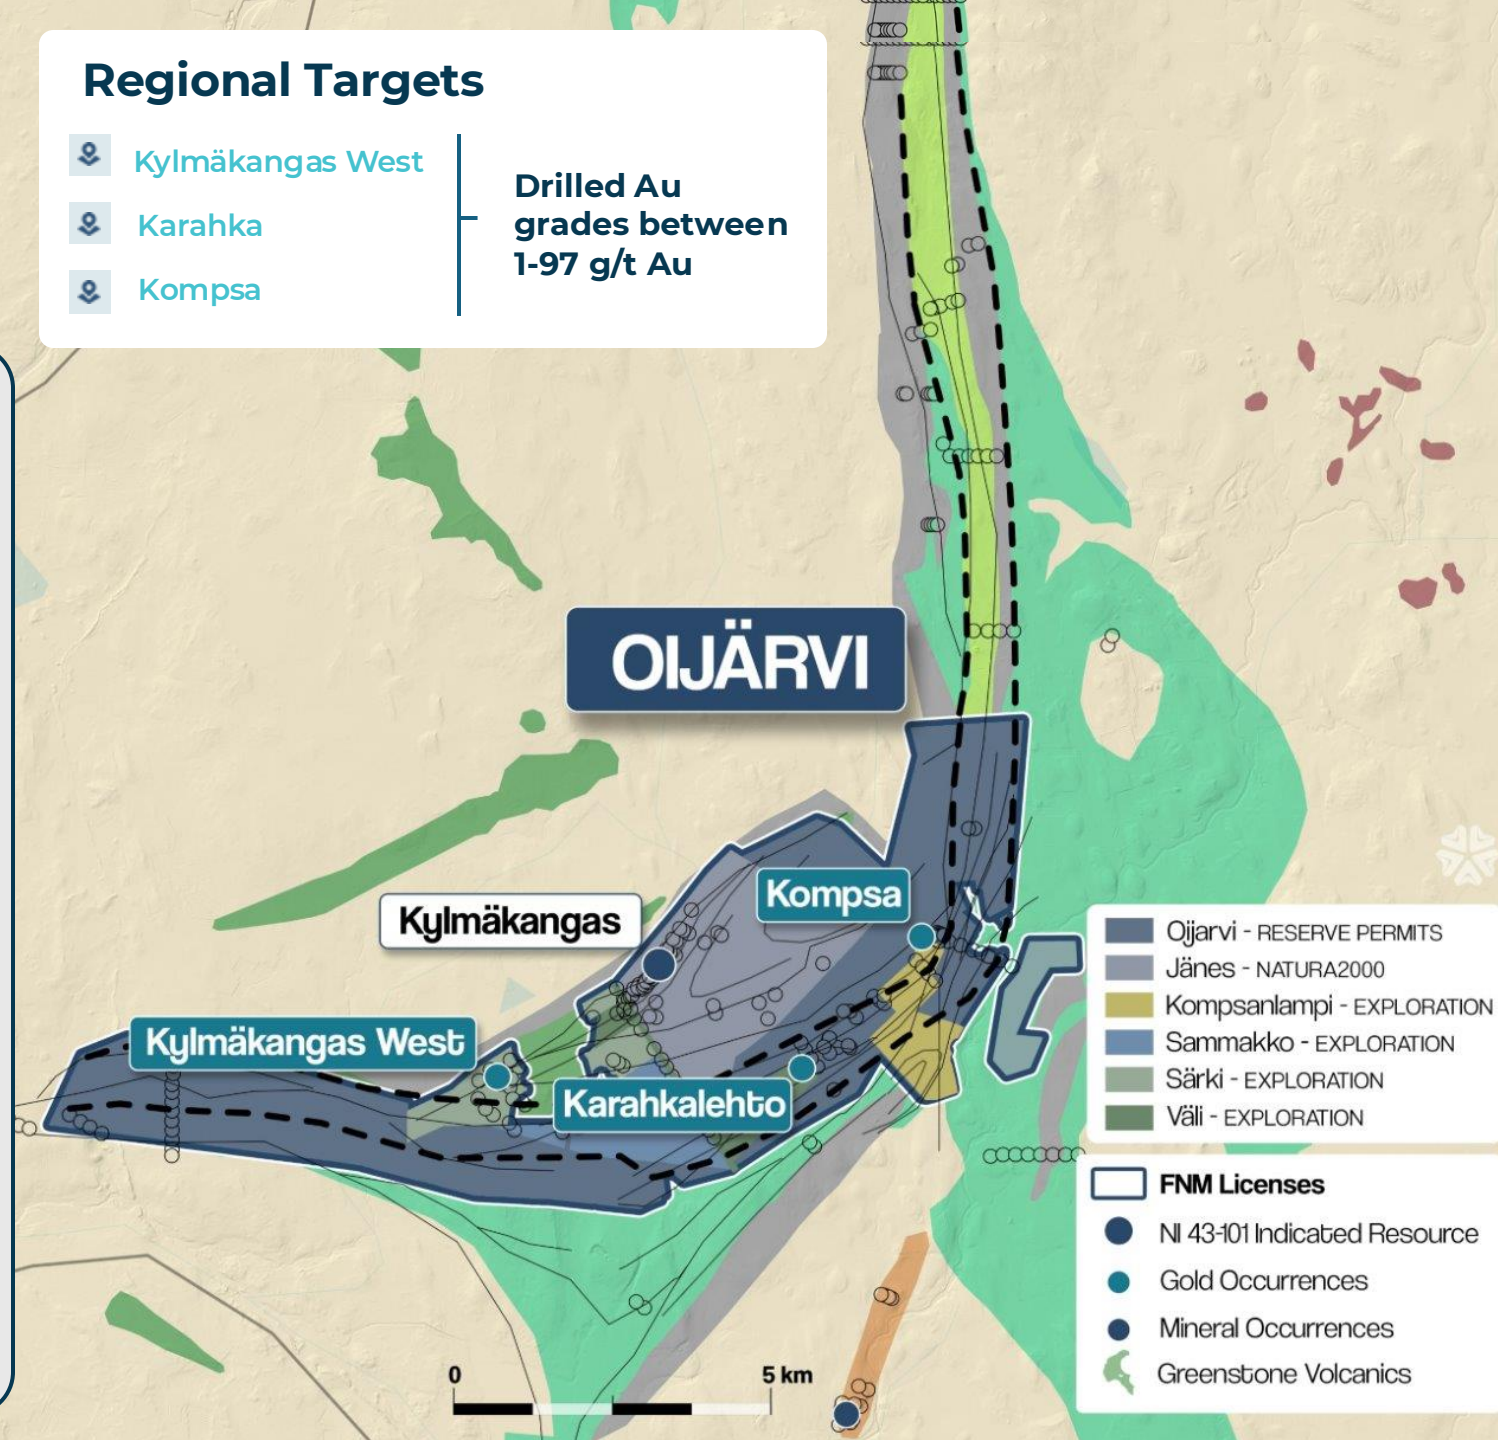 Regional Targets
Kylmäkangas West
Karahka
Kompsa
Drilled Au
grades between
1-97 g/t Au
OIJÄRVI
Kompsa
Kylmäkangas
Kylmäkangas West
Karahkalehto
Oijarvi - RESERVE PERMITS
Jänes - NATURA2000
Kompsanlampi - EXPLORATION
Sammakko - EXPLORATION
Särki - EXPLORATION
Väli - EXPLORATION
FNM Licenses
NI 43-101 Indicated Resource
Gold Occurrences
Mineral Occurrences
Greenstone Volcanics
0
5 km